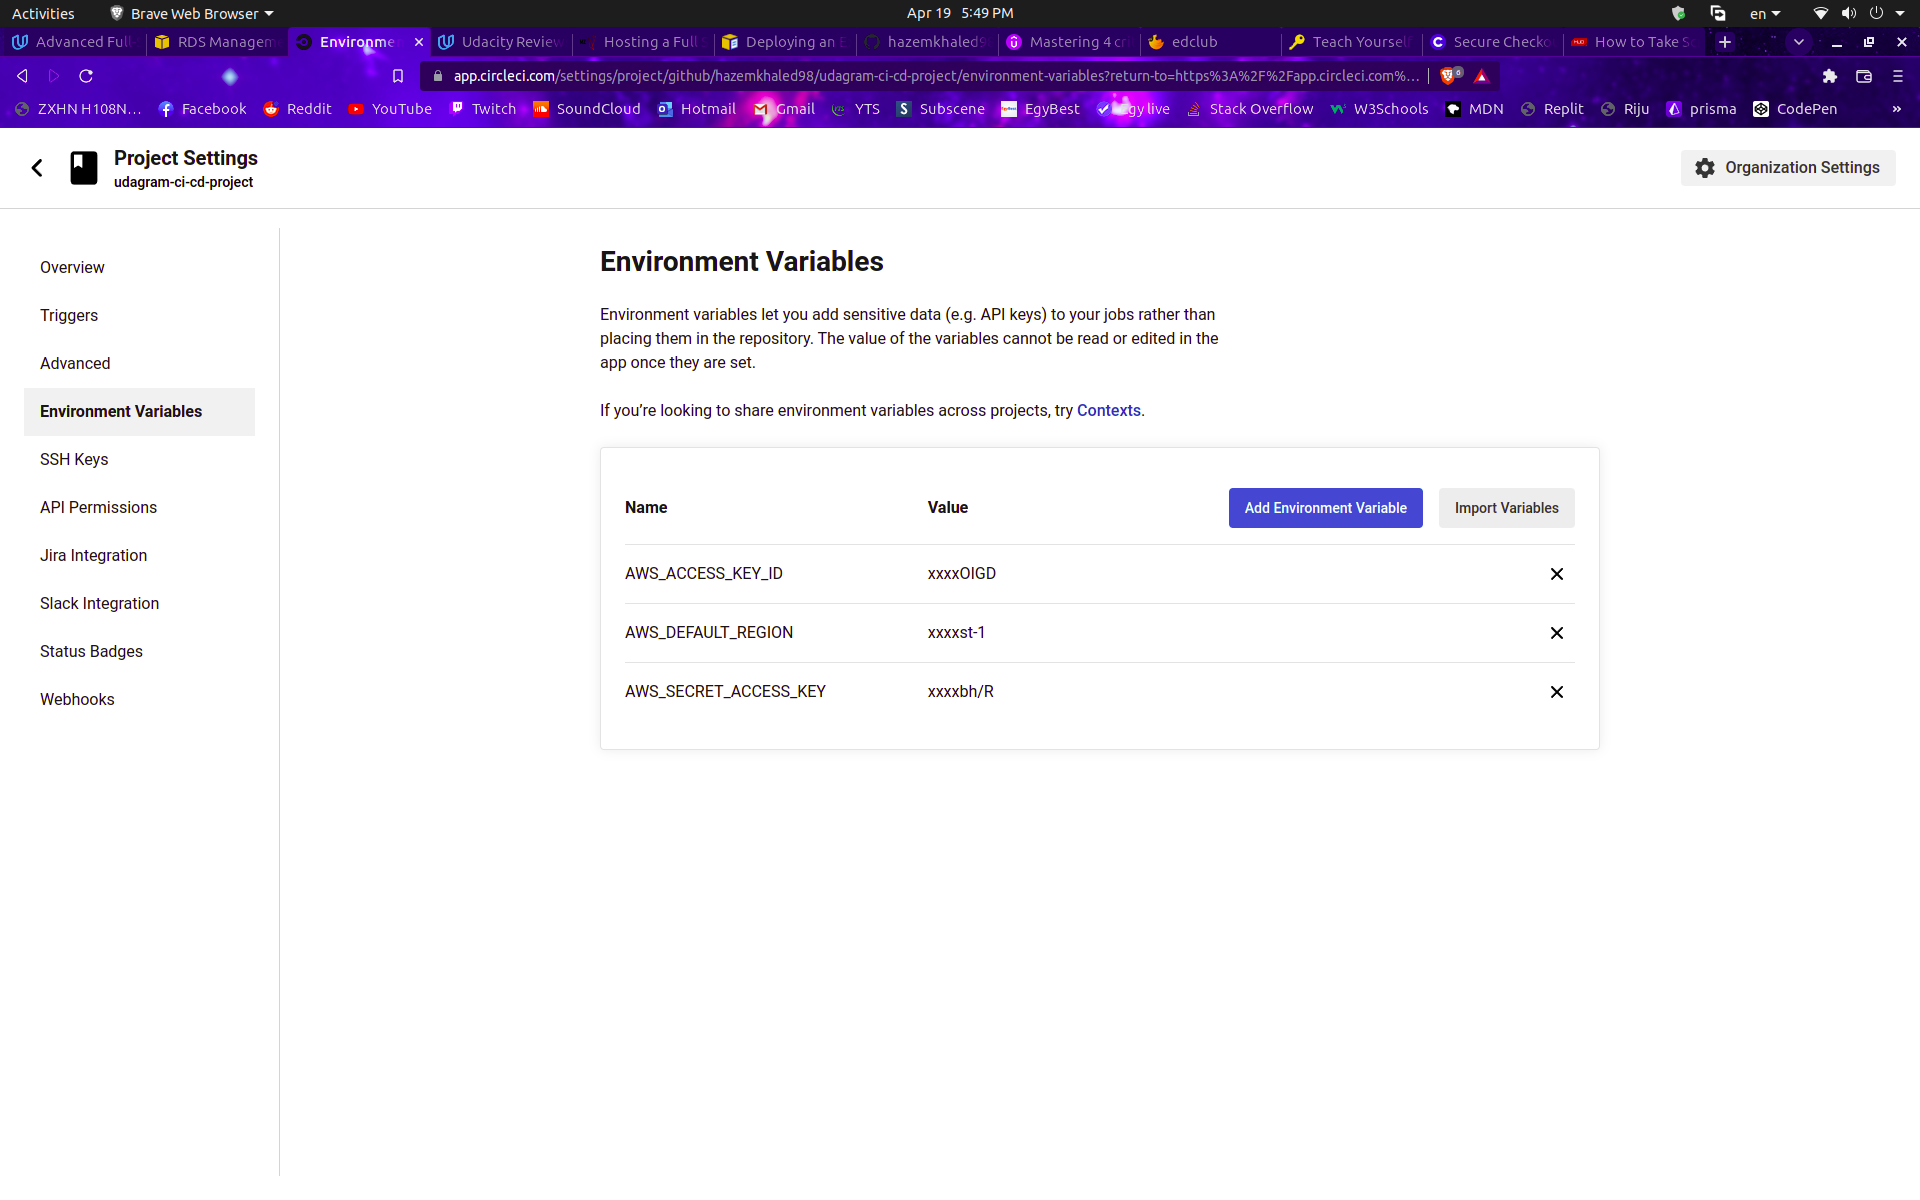 Activities
Brave Web Browser
Apr 19 5:49 PM
en
Advanced Full
RDS Managem
Environme
Udacity Review
Hosting a Full
Deploying an E
hazemkhaled9
Mastering 4 cri
edclub
Teach Yourself
Secure Checko
How to Take Sc
app.circleci.com/settings/project/github/hazemkhaled98/udagram-ci-cd-project/environment-variables?return-to=https%3A%2F%2Fapp.circleci.com%...
6
ZXHN H108N...
Facebook
Reddit
YouTube
Twitch
SoundCloud
Hotmail
Gmail
YTS
Subscene
EgyBest
Egy live
Stack Overflow
W3Schools
MDN
Replit
Riju
prisma
CodePen
»
Project Settings
udagram-ci-cd-project
Organization Settings
Overview
Triggers
Advanced
Environment Variables
SSH Keys
API Permissions
Jira Integration
Slack Integration
Status Badges
Webhooks
Environment Variables
Environment variables let you add sensitive data (e.g. API keys) to your jobs rather than
placing them in the repository. The value of the variables cannot be read or edited in the
app once they are set.
If you’re looking to share environment variables across projects, try Contexts.
Name
Value
Add Environment Variable
Import Variables
AWS_ACCESS_KEY_ID
xxxxOIGD
AWS_DEFAULT_REGION
xxxxst-1
AWS_SECRET_ACCESS_KEY
xxxxbh/R